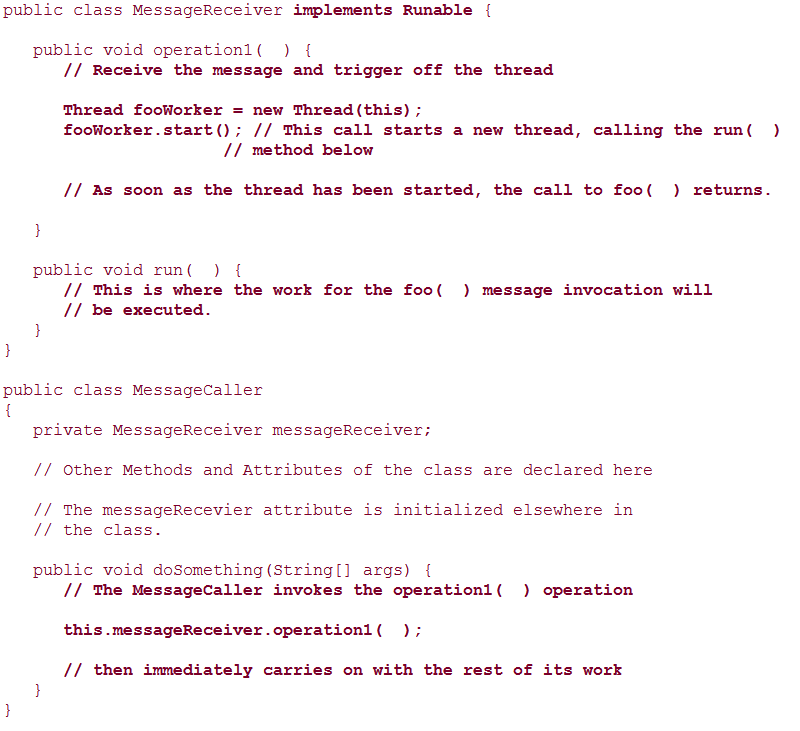 public class MessageReceiver implements Runable {
public void operation1(  ) {
// Receive the message and trigger off the thread
Thread fooWorker = new Thread(this);
fooWorker.start(); // This call starts a new thread, calling the run(  )
// method below
// As soon as the thread has been started, the call to foo(  ) returns.
}
public void run(  ) {
// This is where the work for the foo(  ) message invocation will
// be executed.
}
}
public class MessageCaller
{
private MessageReceiver messageReceiver;
// Other Methods and Attributes of the class are declared here
// The messageRecevier attribute is initialized elsewhere in
// the class.
public void doSomething(String[] args) {
// The MessageCaller invokes the operation1(  ) operation
this.messageReceiver.operation1(  );
// then immediately carries on with the rest of its work
}
}